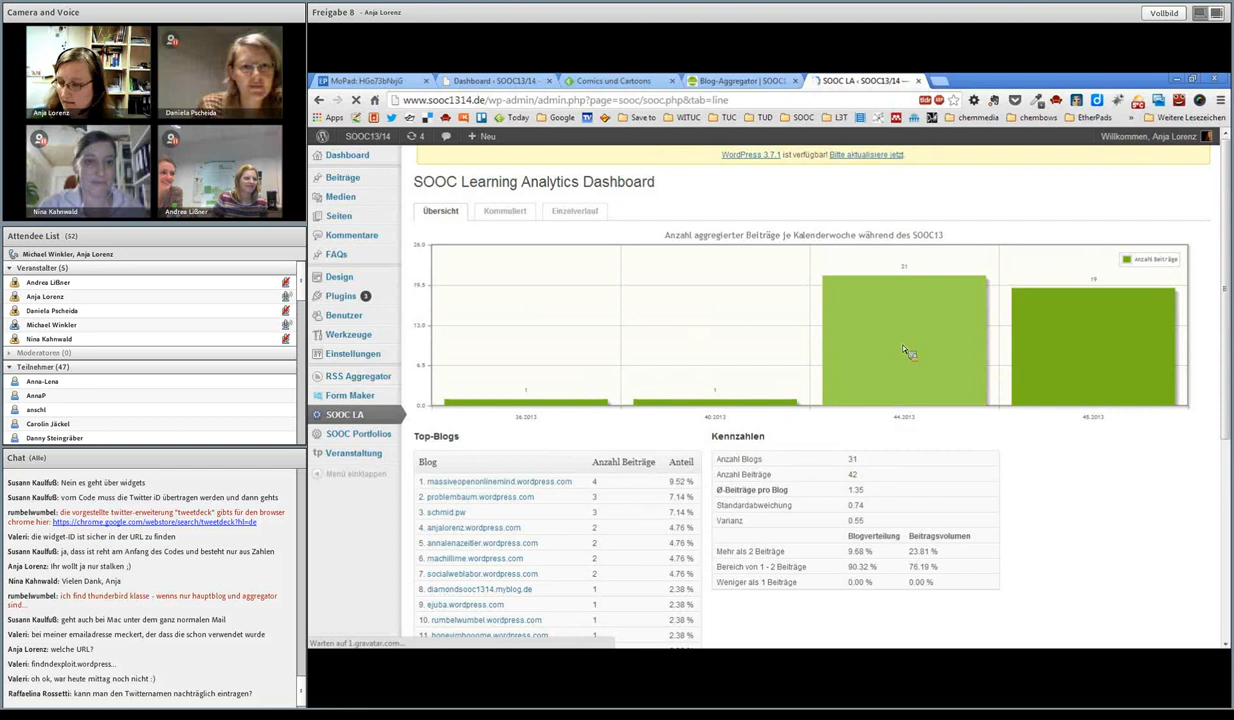 Camera and Voice
Anja Lorenz
Daniela Pscheida
Nina Kahnwald
Andrea Lißner
Attendee List (52)
Michael Winkler, Anja Lorenz
Veranstalter (5)
Andrea Lißner
Anja Lorenz
Daniela Pscheida
Michael Winkler
Nina Kahnwald
Moderatoren (0)
Teilnehmer (47)
Anna-Lena
AnnaP
anschl
Carolin Jäckel
Danny Steingräber
Chat (Alle)
Susann Kaulfuß: Nein es geht über widgets
Susann Kaulfuß: vom Code muss die Twitter iD übertragen werden und dann gehts
rumbelwumbel: die vorgestellte twitter-erweiterung "tweetdeck" gibts für den browser
chrome hier: https://chrome.google.com/webstore/search/tweetdeck?hl=de
Valeri: die widget-ID ist sicher in der URL zu finden
Susann Kaulfuß: ja, dass ist reht am Anfang des Codes und besteht nur aus Zahlen
Anja Lorenz: Ihr wollt ja nur stalken ;)
Nina Kahnwald: Vielen Dank, Anja
rumbelwumbel: ich find thunderbird klasse - wenns nur hauptblog und aggregator
sind...
Susann Kaulfuß: geht auch bei Mac unter dem ganz normalen Mail
Valeri: bei meiner emailadresse meckert, der dass die schon verwendet wurde
Anja Lorenz: welche URL?
Valeri: findndexploit.wordpress...
Valeri: oh ok, war heute mittag noch nicht :)
Raffaelina Rossetti: kann man den Twitternamen nachträglich eintragen?
Freigabe 8 - Anja Lorenz
Vollbild
MoPad: HGo73bNxjG
Dashboard ‹ SOOC13/14 —
Comics und Cartoons
Blog-Aggregator | SOOC1
SOOC LA ‹ SOOC13/14 —
www.sooc1314.de/wp-admin/admin.php?page=sooc/sooc.php&tab=line
Apps
Today
Google
Save to
WITUC
TUC
TUD
SOOC
L3T
chemmedia
chembows
EtherPads
» Weitere Lesezeichen
SOOC13/14
4
+ Neu
Willkommen, Anja Lorenz
Dashboard
Beiträge
Medien
Seiten
Kommentare
FAQs
Design
Plugins 3
Benutzer
Werkzeuge
Einstellungen
RSS Aggregator
Form Maker
SOOC LA
SOOC Portfolios
tp Veranstaltung
Menü einklappen
WordPress 3.7.1 ist verfügbar! Bitte aktualisiere jetzt.
SOOC Learning Analytics Dashboard
Übersicht
Kommuliert
Einzelverlauf
Anzahl aggregierter Beiträge je Kalenderwoche während des SOOC13
Anzahl Beiträge
26.0
19.5
13.0
6.5
0.0
1
1
21
19
36.2013
40.2013
44.2013
45.2013
Top-Blogs
Blog Anzahl Beiträge Anteil
1. massiveopenonlinemind.wordpress.com 4 9.52 %
2. problembaum.wordpress.com 3 7.14 %
3. schmid.pw 3 7.14 %
4. anjalorenz.wordpress.com 2 4.76 %
5. annalenazeitler.wordpress.com 2 4.76 %
6. machillime.wordpress.com 2 4.76 %
7. socialweblabor.wordpress.com 2 4.76 %
8. diamondsooc1314.myblog.de 1 2.38 %
9. ejuba.wordpress.com 1 2.38 %
10. rumbelwumbel.wordpress.com 1 2.38 %
11. honeyimhooome.wordpress.com 1 2.38 %
Kennzahlen
Anzahl Blogs 31
Anzahl Beiträge 42
Ø-Beiträge pro Blog 1.35
Standardabweichung 0.74
Varianz 0.55
Blogverteilung Beitragsvolumen
Mehr als 2 Beiträge 9.68 % 23.81 %
Bereich von 1 - 2 Beiträge 90.32 % 76.19 %
Weniger als 1 Beiträge 0.00 % 0.00 %
Warten auf 1.gravatar.com...